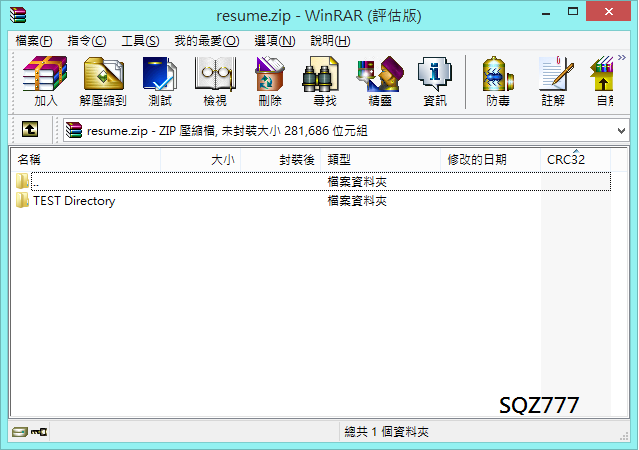 resume.zip - WinRAR (評估版)
檔案(F) 指令(C) 工具(S) 我的最愛(O) 選項(N) 說明(H)
加入 解壓縮到 測試 檢視 刪除 尋找 精靈 資訊 防毒 註解 自解
resume.zip - ZIP 壓縮檔, 未封裝大小 281,686 位元組
名稱 大小 封裝後 類型 修改的日期 CRC32
.. 檔案資料夾
TEST Directory 檔案資料夾
SQZ777
總共 1 個資料夾